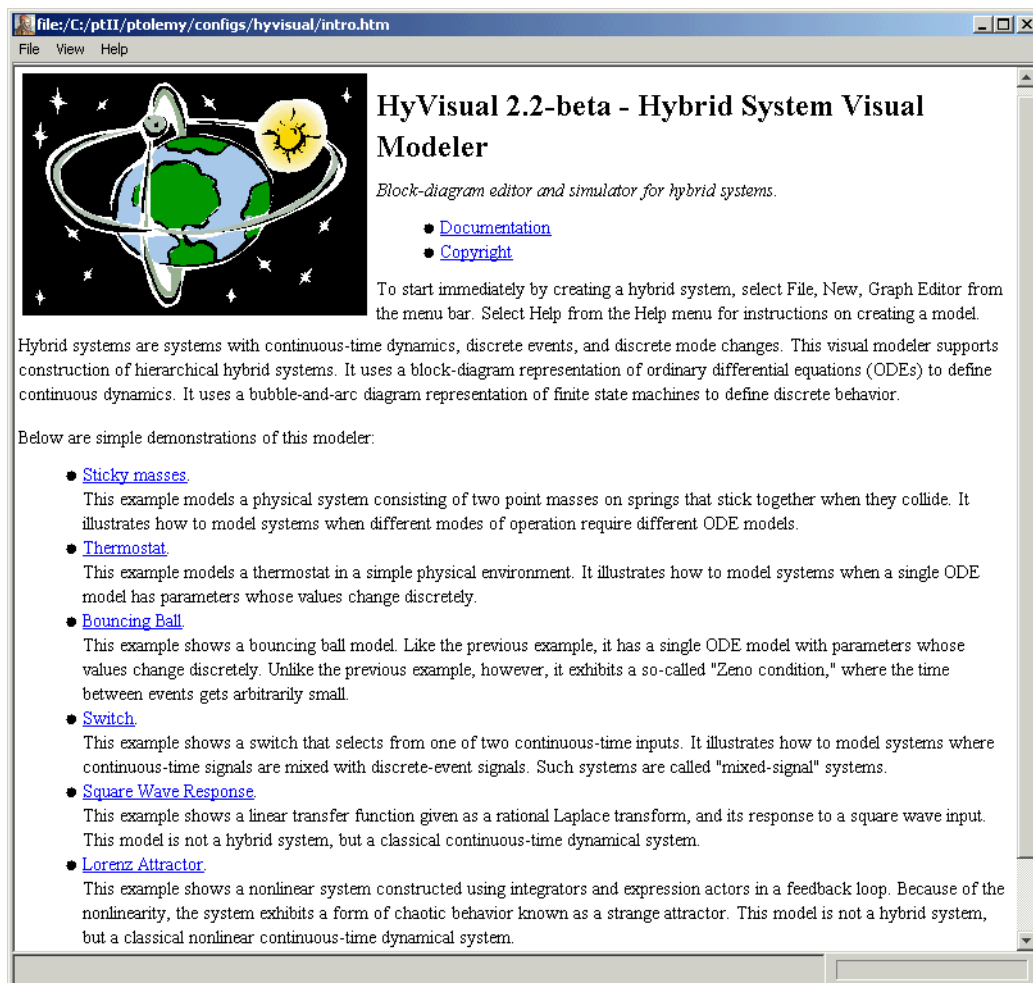 file:/C:/ptII/ptolemy/configs/hyvisual/intro.htm
File View Help
HyVisual 2.2-beta - Hybrid System Visual
Modeler
Block-diagram editor and simulator for hybrid systems.
Documentation
Copyright
To start immediately by creating a hybrid system, select File, New, Graph Editor from
the menu bar. Select Help from the Help menu for instructions on creating a model.
Hybrid systems are systems with continuous-time dynamics, discrete events, and discrete mode changes. This visual modeler supports
construction of hierarchical hybrid systems. It uses a block-diagram representation of ordinary differential equations (ODEs) to define
continuous dynamics. It uses a bubble-and-arc diagram representation of finite state machines to define discrete behavior.
Below are simple demonstrations of this modeler:
Sticky masses.
This example models a physical system consisting of two point masses on springs that stick together when they collide. It
illustrates how to model systems when different modes of operation require different ODE models.
Thermostat.
This example models a thermostat in a simple physical environment. It illustrates how to model systems when a single ODE
model has parameters whose values change discretely.
Bouncing Ball.
This example shows a bouncing ball model. Like the previous example, it has a single ODE model with parameters whose
values change discretely. Unlike the previous example, however, it exhibits a so-called "Zeno condition," where the time
between events gets arbitrarily small.
Switch.
This example shows a switch that selects from one of two continuous-time inputs. It illustrates how to model systems where
continuous-time signals are mixed with discrete-event signals. Such systems are called "mixed-signal" systems.
Square Wave Response.
This example shows a linear transfer function given as a rational Laplace transform, and its response to a square wave input.
This model is not a hybrid system, but a classical continuous-time dynamical system.
Lorenz Attractor.
This example shows a nonlinear system constructed using integrators and expression actors in a feedback loop. Because of the
nonlinearity, the system exhibits a form of chaotic behavior known as a strange attractor. This model is not a hybrid system,
but a classical nonlinear continuous-time dynamical system.